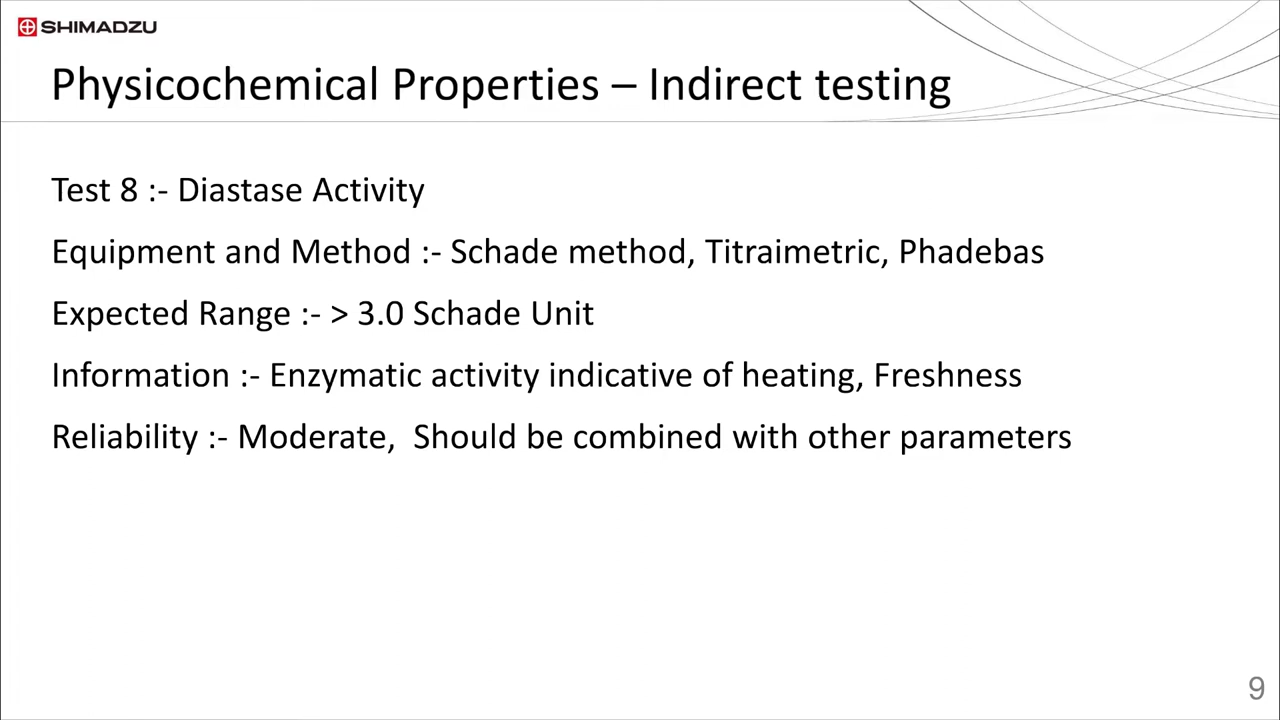 SHIMADZU
Physicochemical Properties – Indirect testing
Test 8 :- Diastase Activity
Equipment and Method :- Schade method, Titraimetric, Phadebas
Expected Range :- > 3.0 Schade Unit
Information :- Enzymatic activity indicative of heating, Freshness
Reliability :- Moderate,  Should be combined with other parameters
9